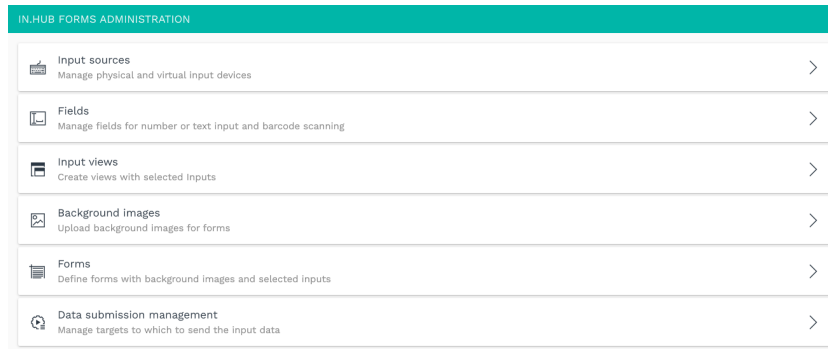 IN.HUB FORMS ADMINISTRATION
Input sources
Manage physical and virtual input devices
Fields
Manage fields for number or text input and barcode scanning
Input views
Create views with selected Inputs
Background images
Upload background images for forms
Forms
Define forms with background images and selected inputs
Data submission management
Manage targets to which to send the input data